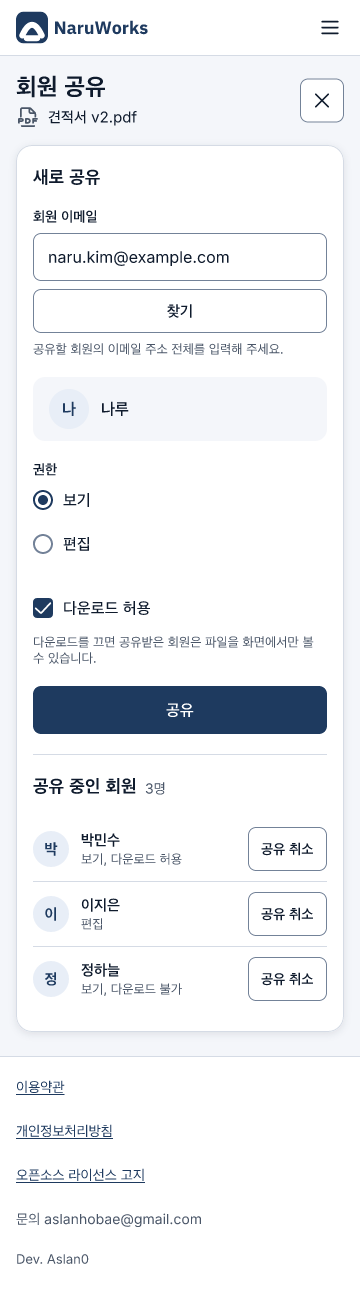 NaruWorks
회원 공유
PDF 견적서 v2.pdf
새로 공유
회원 이메일
naru.kim@example.com
찾기
공유할 회원의 이메일 주소 전체를 입력해 주세요.
나 나루
권한
보기
편집
다운로드 허용
다운로드를 끄면 공유받은 회원은 파일을 화면에서만 볼
수 있습니다.
공유
공유 중인 회원 3명
박 박민수 공유 취소
보기, 다운로드 허용
이 이지은 공유 취소
편집
정 정하늘 공유 취소
보기, 다운로드 불가
이용약관
개인정보처리방침
오픈소스 라이선스 고지
문의 aslanhobae@gmail.com
Dev. Aslan0